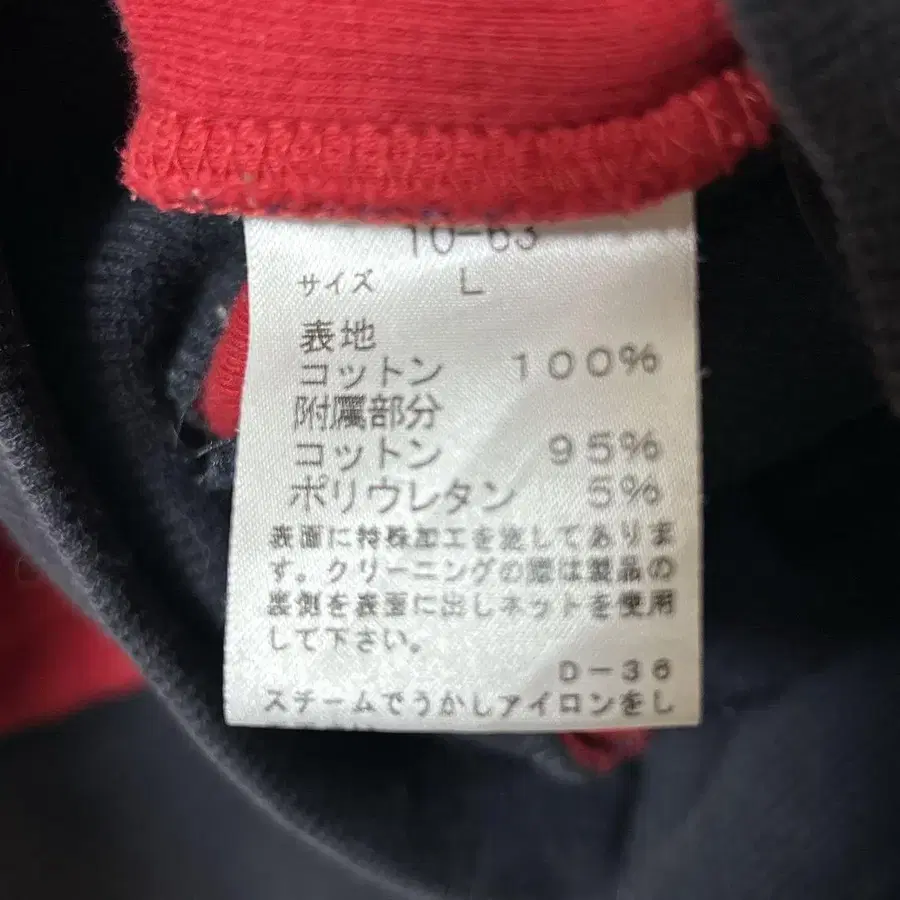 10-63
サイズ L
表地
コットン 100%
附属部分
コットン 95%
ポリウレタン 5%
表面に特殊加工を施してありま
す。クリーニングの際は製品の
裏側を表面に出しネットを使用
して下さい。
D-36
スチームでうかしアイロンをし